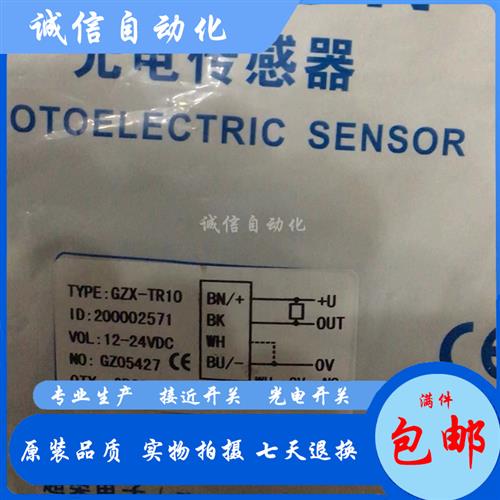 诚信自动化
N
光电传感器
OTOELECTRIC SENSOR
诚信自动化
TYPE:GZX-TR10
ID:200002571
VOL:12-24VDC
NO: GZ05427 CE
BN/+
BK
WH
BU/-
+U
OUT
0V
专业生产 接近开关 光电开关
原装品质 实物拍摄 七天退换
满件
包邮